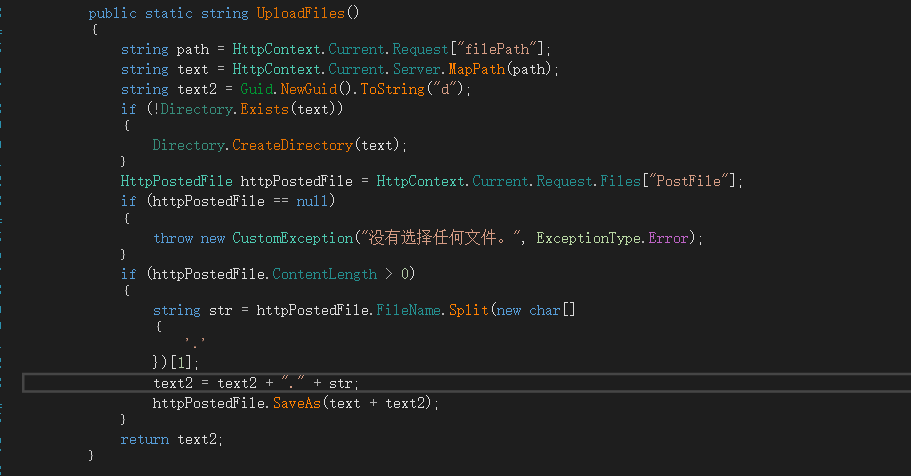 public static string UploadFiles()
{
string path = HttpContext.Current.Request["filePath"];
string text = HttpContext.Current.Server.MapPath(path);
string text2 = Guid.NewGuid().ToString("d");
if (!Directory.Exists(text))
{
Directory.CreateDirectory(text);
}
HttpPostedFile httpPostedFile = HttpContext.Current.Request.Files["PostFile"];
if (httpPostedFile == null)
{
throw new CustomException("没有选择任何文件。", ExceptionType.Error);
}
if (httpPostedFile.ContentLength > 0)
{
string str = httpPostedFile.FileName.Split(new char[]
{
'.'
})[1];
text2 = text2 + "." + str;
httpPostedFile.SaveAs(text + text2);
}
return text2;
}